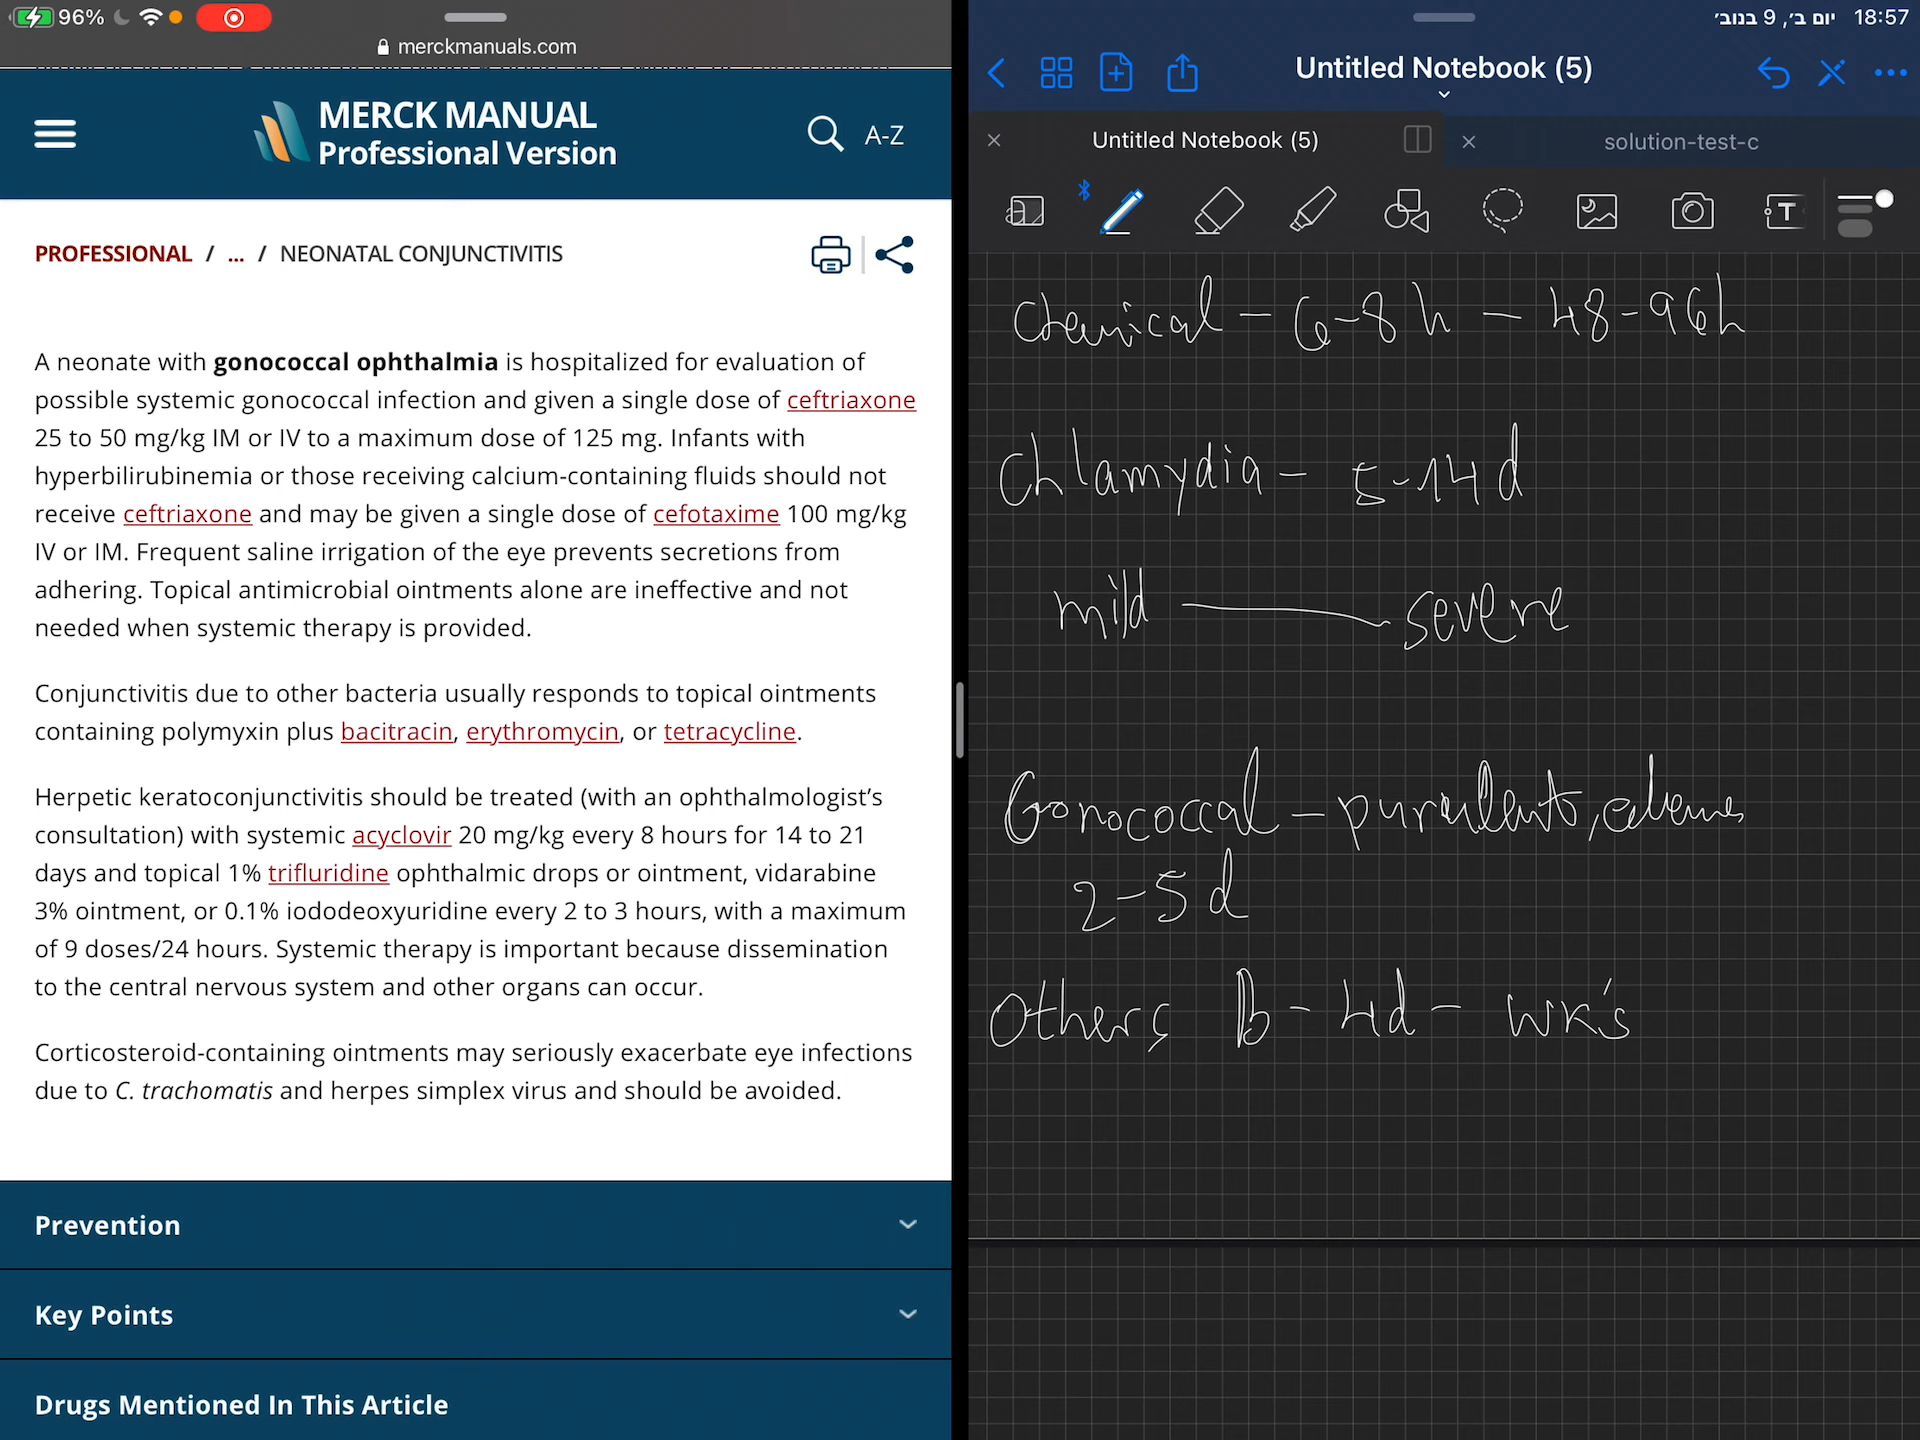 96%
merckmanuals.com
MERCK MANUAL
Professional Version
A-Z
PROFESSIONAL / ... / NEONATAL CONJUNCTIVITIS
A neonate with gonococcal ophthalmia is hospitalized for evaluation of
possible systemic gonococcal infection and given a single dose of ceftriaxone
25 to 50 mg/kg IM or IV to a maximum dose of 125 mg. Infants with
hyperbilirubinemia or those receiving calcium-containing fluids should not
receive ceftriaxone and may be given a single dose of cefotaxime 100 mg/kg
IV or IM. Frequent saline irrigation of the eye prevents secretions from
adhering. Topical antimicrobial ointments alone are ineffective and not
needed when systemic therapy is provided.
Conjunctivitis due to other bacteria usually responds to topical ointments
containing polymyxin plus bacitracin, erythromycin, or tetracycline.
Herpetic keratoconjunctivitis should be treated (with an ophthalmologist's
consultation) with systemic acyclovir 20 mg/kg every 8 hours for 14 to 21
days and topical 1% trifluridine ophthalmic drops or ointment, vidarabine
3% ointment, or 0.1% iododeoxyuridine every 2 to 3 hours, with a maximum
of 9 doses/24 hours. Systemic therapy is important because dissemination
to the central nervous system and other organs can occur.
Corticosteroid-containing ointments may seriously exacerbate eye infections
due to C. trachomatis and herpes simplex virus and should be avoided.
Prevention
Key Points
Drugs Mentioned In This Article
18:57 יום ב׳, 9 בנוב׳
Untitled Notebook (5)
Untitled Notebook (5)
solution-test-c
Chemical - 6-8 h - 48-96h
Chlamydia - 5-14 d
mild — severe
Gonococcal - purulent, edema
2-5 d
Others B - 4d - wk's